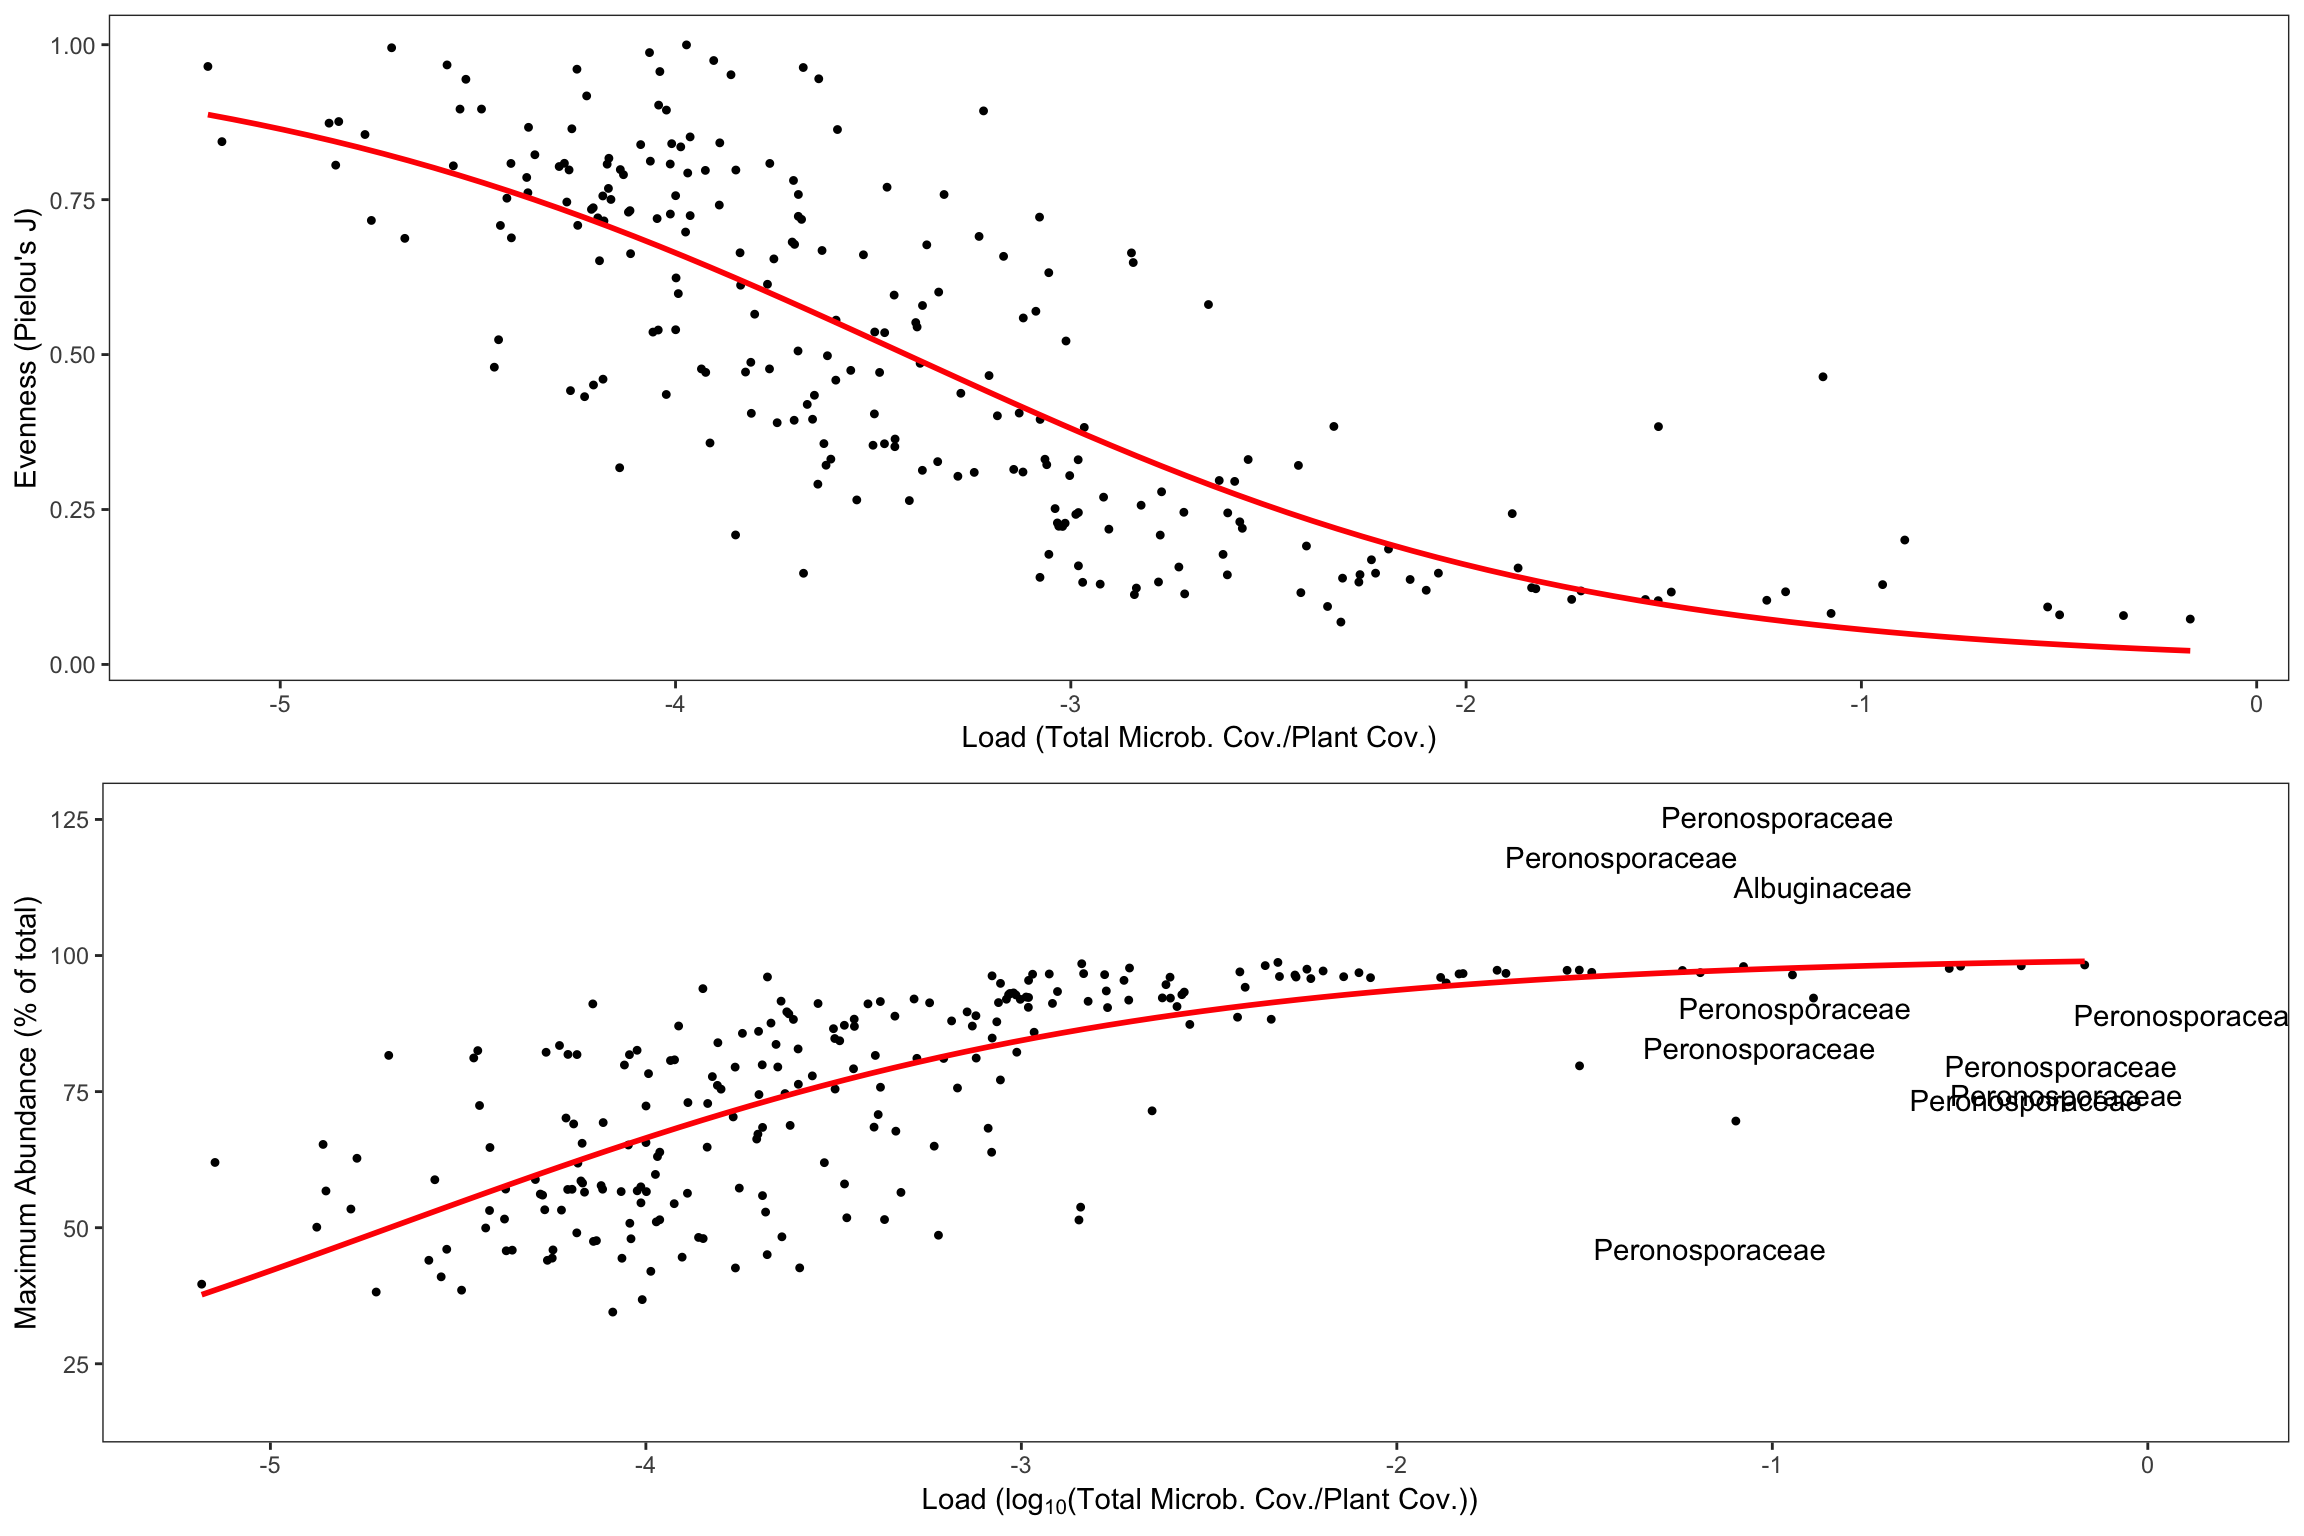 1.00
0.75
0.50
0.25
0.00
Evenness (Pielou's J)
-5 -4 -3 -2 -1 0
Load (Total Microb. Cov./Plant Cov.)
125
100
75
50
25
Maximum Abundance (% of total)
Peronosporaceae
Peronosporaceae
Albuginaceae
Peronosporaceae
Peronosporacea
Peronosporaceae
Peronosporaceae
Peronosporaceae
Peronosporaceae
Peronosporaceae
-5 -4 -3 -2 -1 0
Load (log₁₀(Total Microb. Cov./Plant Cov.))